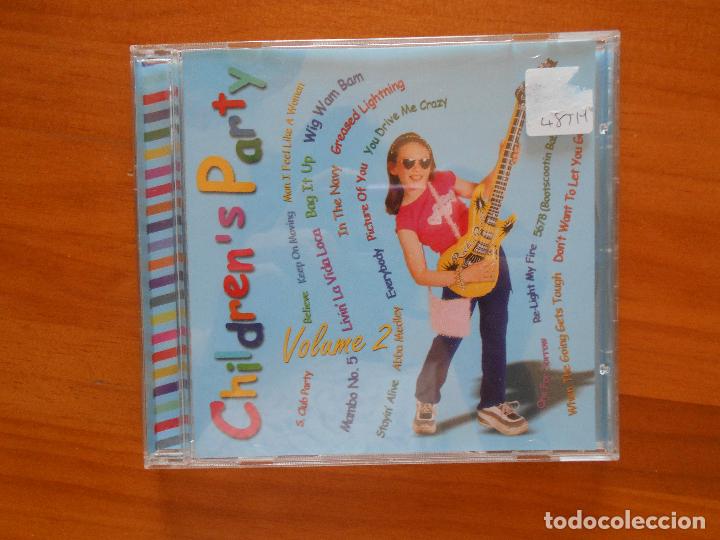 Children's Party
Volume 2
S. Club Party
Believe
Keep On Moving
Man I Feel Like A Woman
Mambo No. 5
Livin' La Vida Loca
Bag It Up
Wig Wam Bam
Stayin' Alive
Abba Medley
Everybody
In The Navy
Picture Of You
Greased Lightning
You Drive Me Crazy
Re-Light My Fire
5678 (Bootscootin
When The Going Gets Tough
Don't Want To Let You
todocoleccion
todocoleccion.net